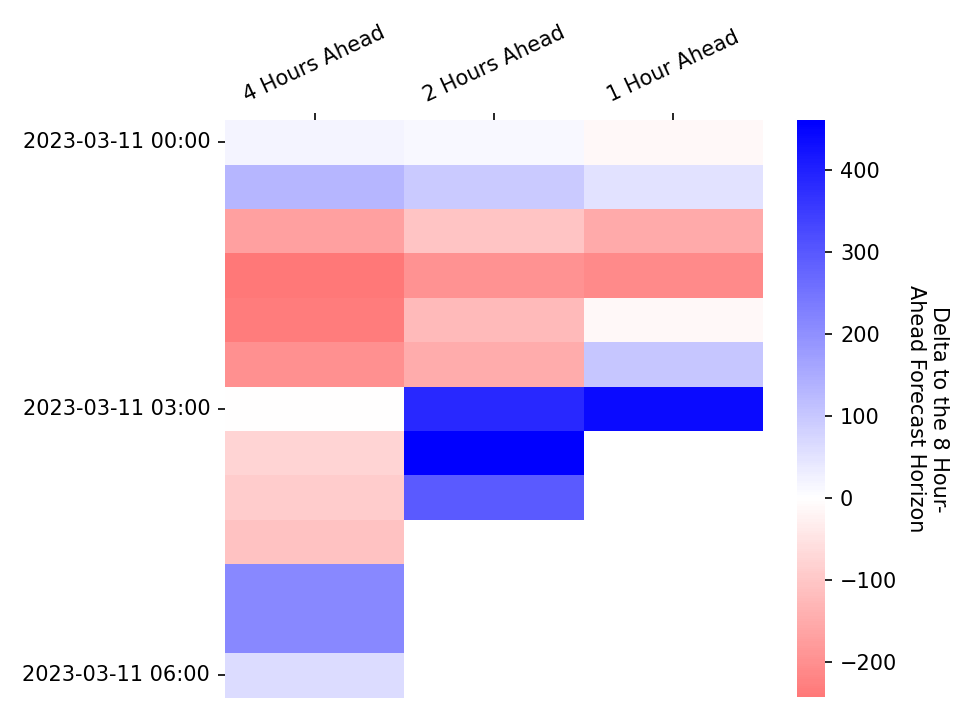 4 Hours Ahead
2 Hours Ahead
1 Hour Ahead
2023-03-11 00:00
2023-03-11 03:00
2023-03-11 06:00
400
300
200
100
0
−100
−200
Delta to the 8 Hour-
Ahead Forecast Horizon